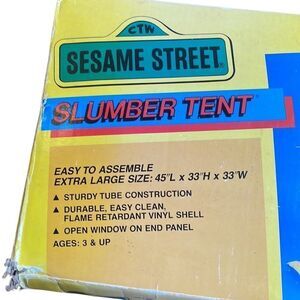 CTW
SESAME STREET®
SLUMBER TENT
EASY TO ASSEMBLE
EXTRA LARGE SIZE: 45"L x 33"H x 33"W
▲ STURDY TUBE CONSTRUCTION
▲ DURABLE, EASY CLEAN,
FLAME RETARDANT VINYL SHELL
▲ OPEN WINDOW ON END PANEL
AGES: 3 & UP